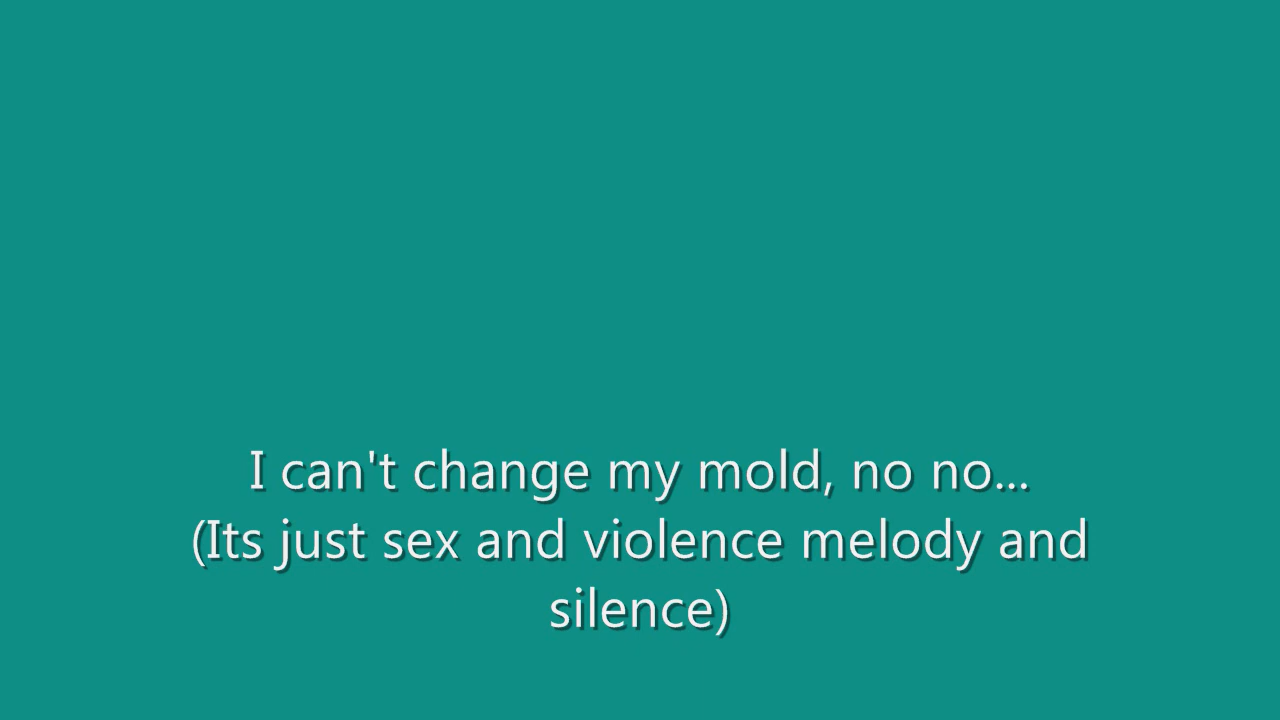 I can't change my mold, no no...
(Its just sex and violence melody and
silence)